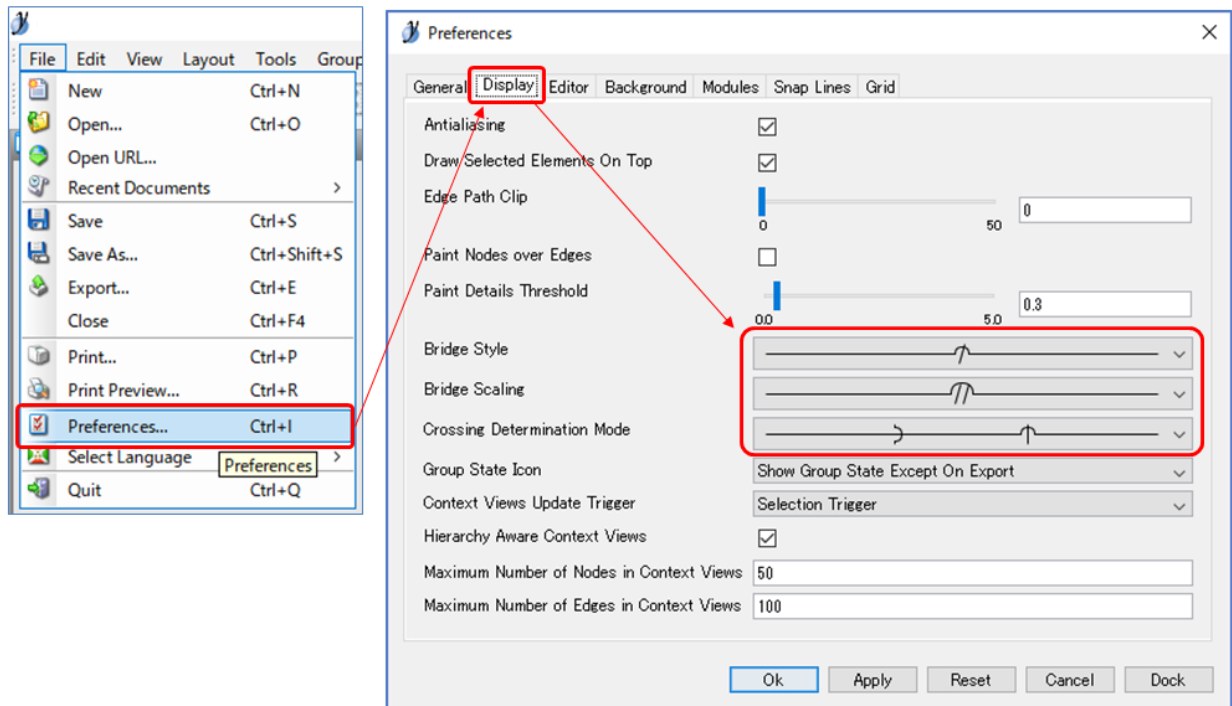 File Edit View Layout Tools Group
New Ctrl+N
Open... Ctrl+O
Open URL...
Recent Documents >
Save Ctrl+S
Save As... Ctrl+Shift+S
Export... Ctrl+E
Close Ctrl+F4
Print... Ctrl+P
Print Preview... Ctrl+R
Preferences... Ctrl+I
Select Language >
Preferences
Quit Ctrl+Q
Preferences
General Display Editor Background Modules Snap Lines Grid
Antialiasing
Draw Selected Elements On Top
Edge Path Clip
0 50 0
Paint Nodes over Edges
Paint Details Threshold
0.0 5.0 0.3
Bridge Style
Bridge Scaling
Crossing Determination Mode
Group State Icon Show Group State Except On Export
Context Views Update Trigger Selection Trigger
Hierarchy Aware Context Views
Maximum Number of Nodes in Context Views 50
Maximum Number of Edges in Context Views 100
Ok Apply Reset Cancel Dock